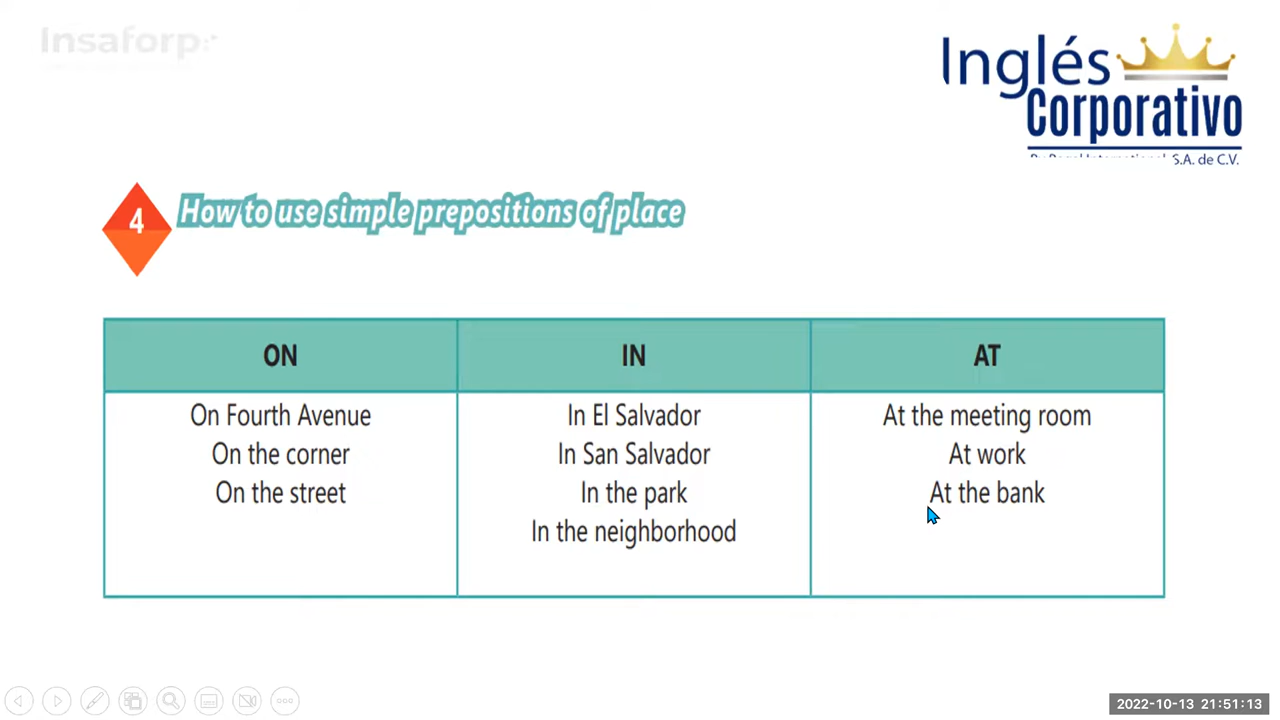 Insaforp
Inglés
Corporativo
S.A. de C.V.
4
How to use simple prepositions of place
ON
IN
AT
On Fourth Avenue
On the corner
On the street
In El Salvador
In San Salvador
In the park
In the neighborhood
At the meeting room
At work
At the bank
2022-10-13 21:51:13